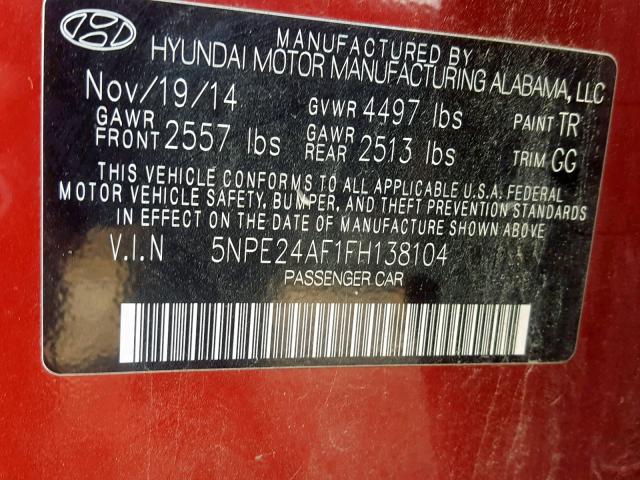 MANUFACTURED BY
HYUNDAI MOTOR MANUFACTURING ALABAMA, LLC
Nov/19/14 GVWR 4497 lbs PAINT TR
GAWR FRONT 2557 lbs GAWR REAR 2513 lbs TRIM GG
THIS VEHICLE CONFORMS TO ALL APPLICABLE U.S.A. FEDERAL
MOTOR VEHICLE SAFETY, BUMPER, AND THEFT PREVENTION STANDARDS
IN EFFECT ON THE DATE OF MANUFACTURE SHOWN ABOVE.
V.I.N 5NPE24AF1FH138104
PASSENGER CAR